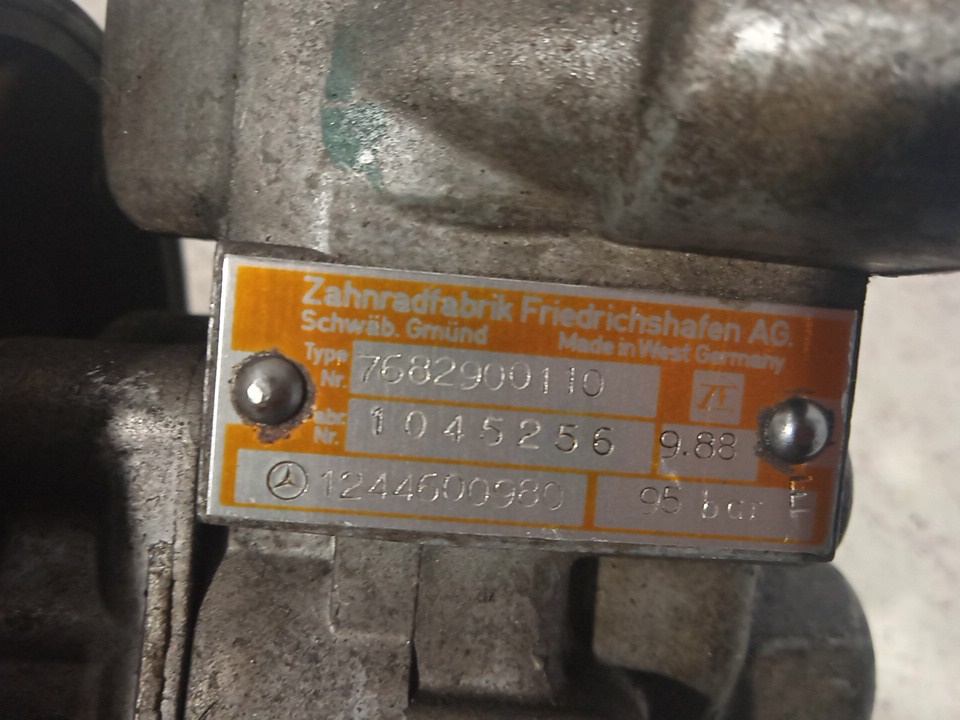 Zahnradfabrik Friedrichshafen AG.
Schwäb. Gmünd Made in West Germany
Type Nr. 7682900110 ZF
Fabr. Nr. 1045256 9.88
1244600980 95 bar